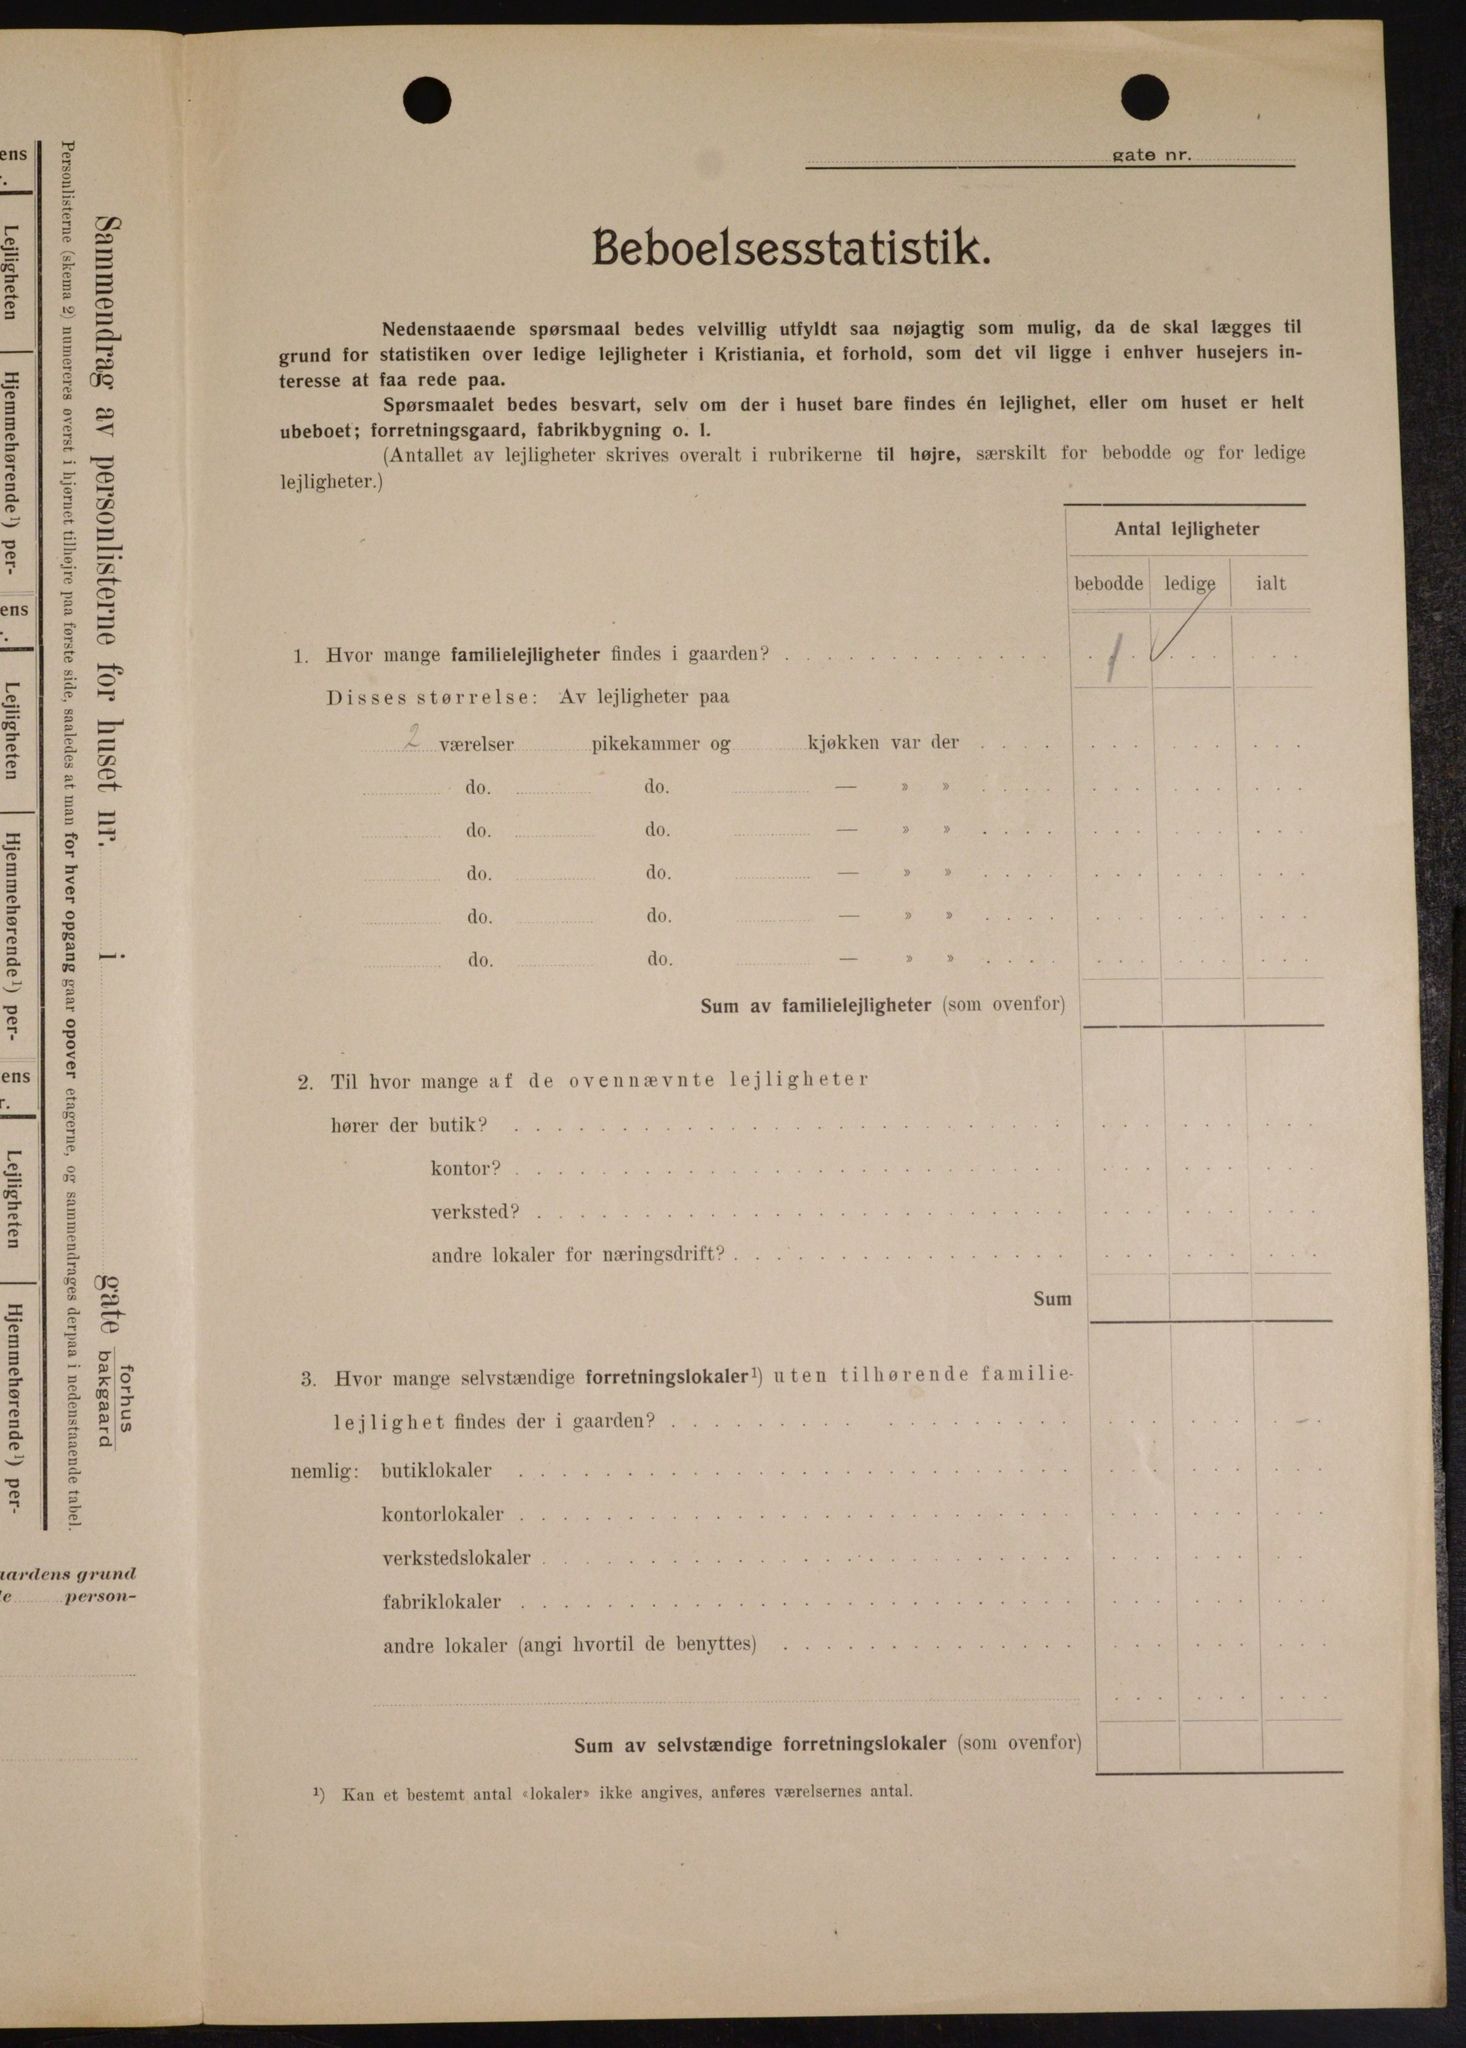 gate nr.
Beboelsesstatistik.
Nedenstaaende spørsmaal bedes velvillig utfyldt saa nøjagtig som mulig, da de skal lægges til
grund for statistiken over ledige lejligheter i Kristiania, et forhold, som det vil ligge i enhver husejers in-
teresse at faa rede paa.
Spørsmaalet bedes besvart, selv om der i huset bare findes én lejlighet, eller om huset er helt
ubeboet; forretningsgaard, fabrikbygning o. l.
(Antallet av lejligheter skrives overalt i rubrikerne til højre, særskilt for bebodde og for ledige
lejligheter.)
Antal lejligheter
bebodde ledige ialt
1. Hvor mange familielejligheter findes i gaarden? 1
Disses størrelse: Av lejligheter paa
2 værelser pikekammer og kjøkken var der
do. do. — » »
do. do. — » »
do. do. — » »
do. do. — » »
do. do. — » »
Sum av familielejligheter (som ovenfor)
2. Til hvor mange af de ovennævnte lejligheter
hører der butik?
kontor?
verksted?
andre lokaler for næringsdrift?
Sum
3. Hvor mange selvstændige forretningslokaler¹) uten tilhørende familie-
lejlighet findes der i gaarden? -
nemlig: butiklokaler
kontorlokaler
verkstedslokaler
fabriklokaler
andre lokaler (angi hvortil de benyttes)
Sum av selvstændige forretningslokaler (som ovenfor)
¹) Kan et bestemt antal «lokaler» ikke angives, anføres værelsernes antal.
Sammendrag av personlisterne for huset nr. i gate forhus bakgaard
Personlisterne (skema 2) numereres øverst i hjørnet tilhøjre paa første side, saaledes at man for hver opgang gaar opover etagerne, og sammendrages derpaa i nedenstaaende tabel.
ens
Lejligheten
Hjemmehørende¹) per-
ens
Lejligheten
Hjemmehørende¹) per-
ens
r.
Lejligheten
Hjemmehørende¹) per-
aardens grund
e person-